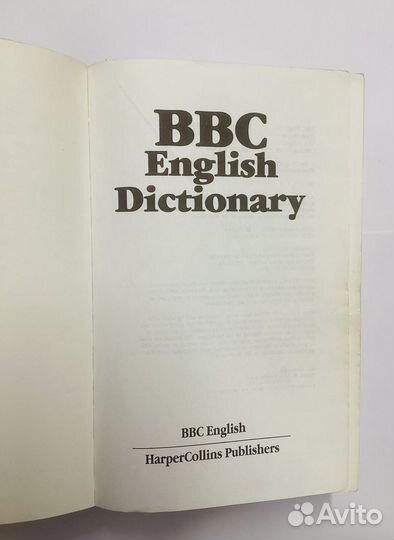 BBC
English
Dictionary
BBC English
HarperCollins Publishers
Avito